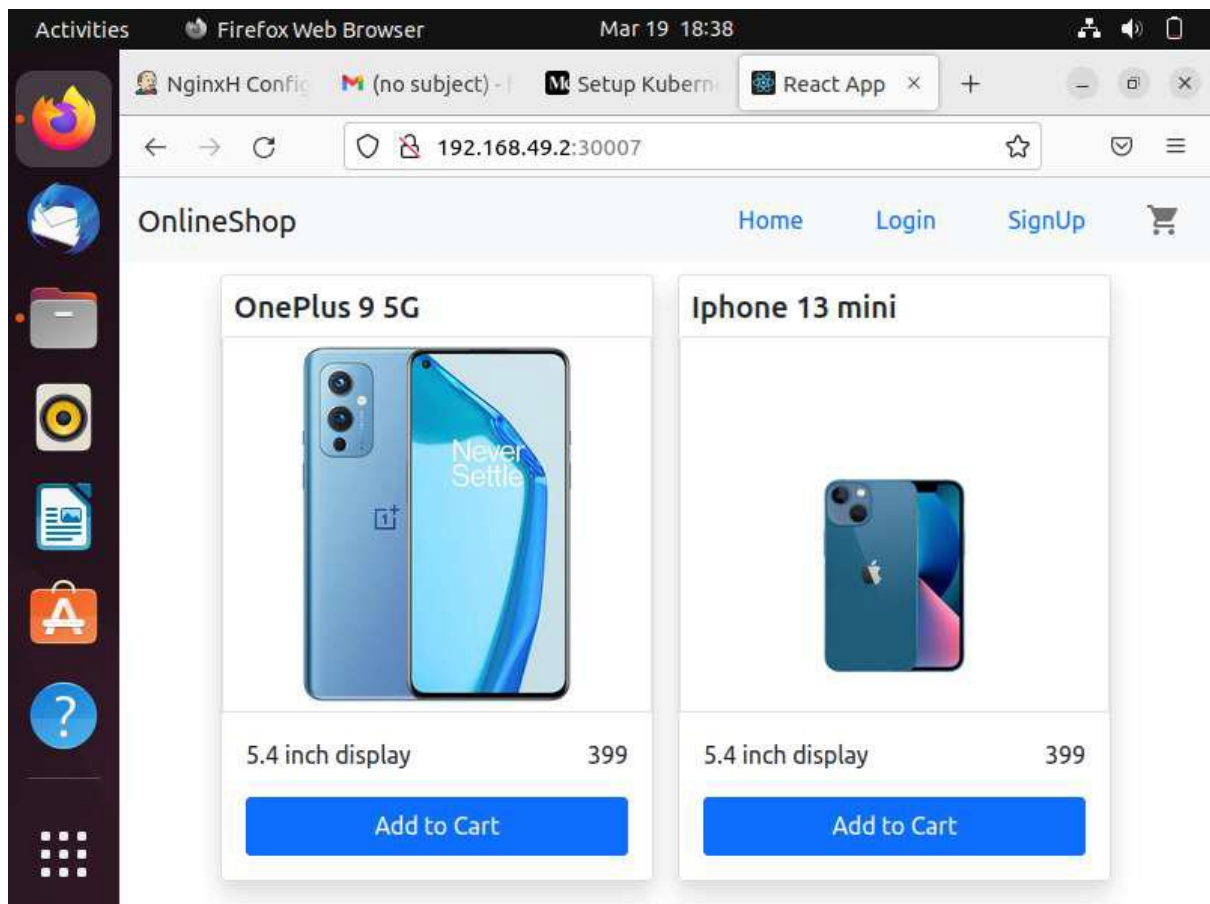 Activities Firefox Web Browser Mar 19 18:38
NginxH Config (no subject) - Setup Kubern React App × +
192.168.49.2:30007
OnlineShop Home Login SignUp
OnePlus 9 5G Iphone 13 mini
Never
Settle
5.4 inch display 399 5.4 inch display 399
Add to Cart Add to Cart